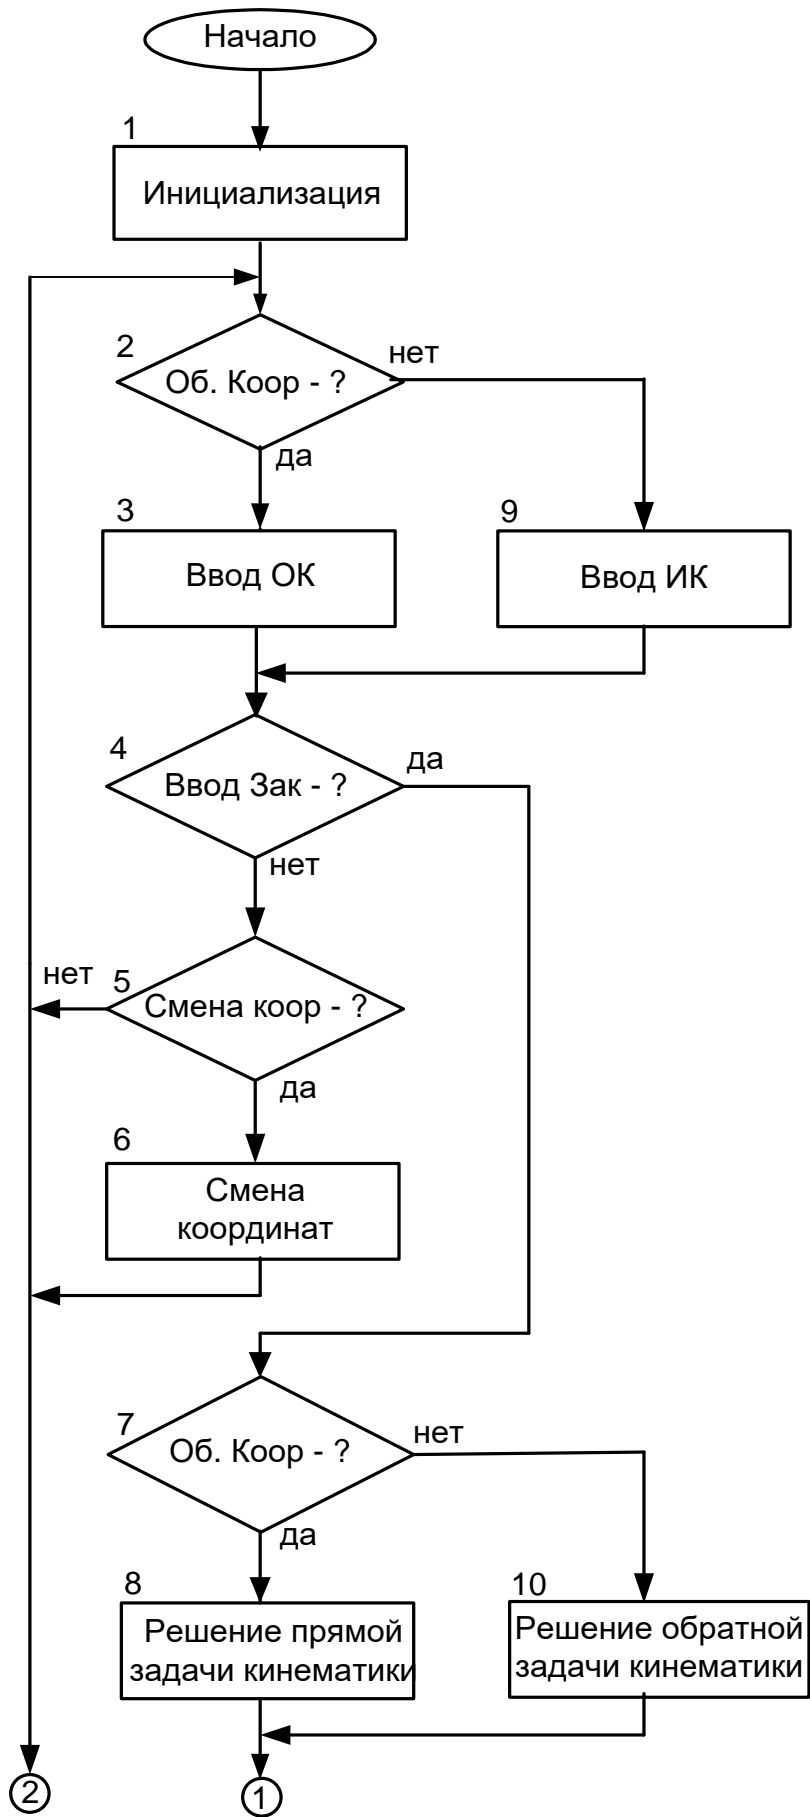 Начало
1
Инициализация
2
нет
Об. Коор - ?
да
3
9
Ввод ОК
Ввод ИК
4
да
Ввод Зак - ?
нет
нет
5
Смена коор - ?
да
6
Смена
координат
7
нет
Об. Коор - ?
да
8
10
Решение прямой
задачи кинематики
Решение обратной
задачи кинематики
2
1